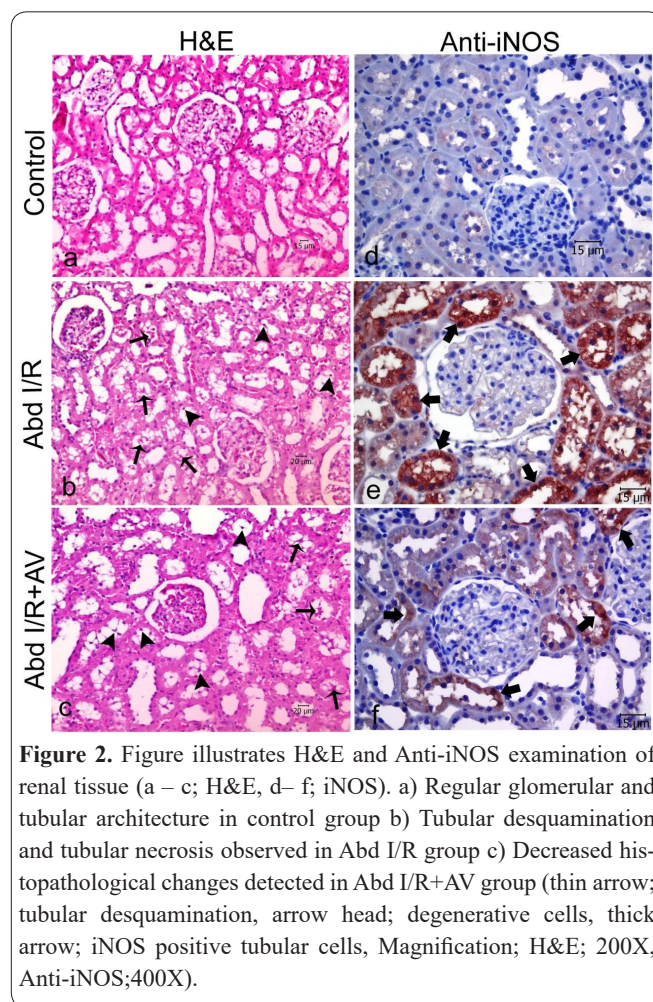 H&E
Anti-iNOS
Control
a
15 µm
d
15 µm
Abd I/R
b
20 µm
e
15 µm
Abd I/R+AV
c
20 µm
f
15 µm
Figure 2. Figure illustrates H&E and Anti-iNOS examination of
renal tissue (a – c; H&E, d– f; iNOS). a) Regular glomerular and
tubular architecture in control group b) Tubular desquamation
and tubular necrosis observed in Abd I/R group c) Decreased his-
topathological changes detected in Abd I/R+AV group (thin arrow;
tubular desquamation, arrow head; degenerative cells, thick
arrow; iNOS positive tubular cells, Magnification; H&E; 200X,
Anti-iNOS;400X).